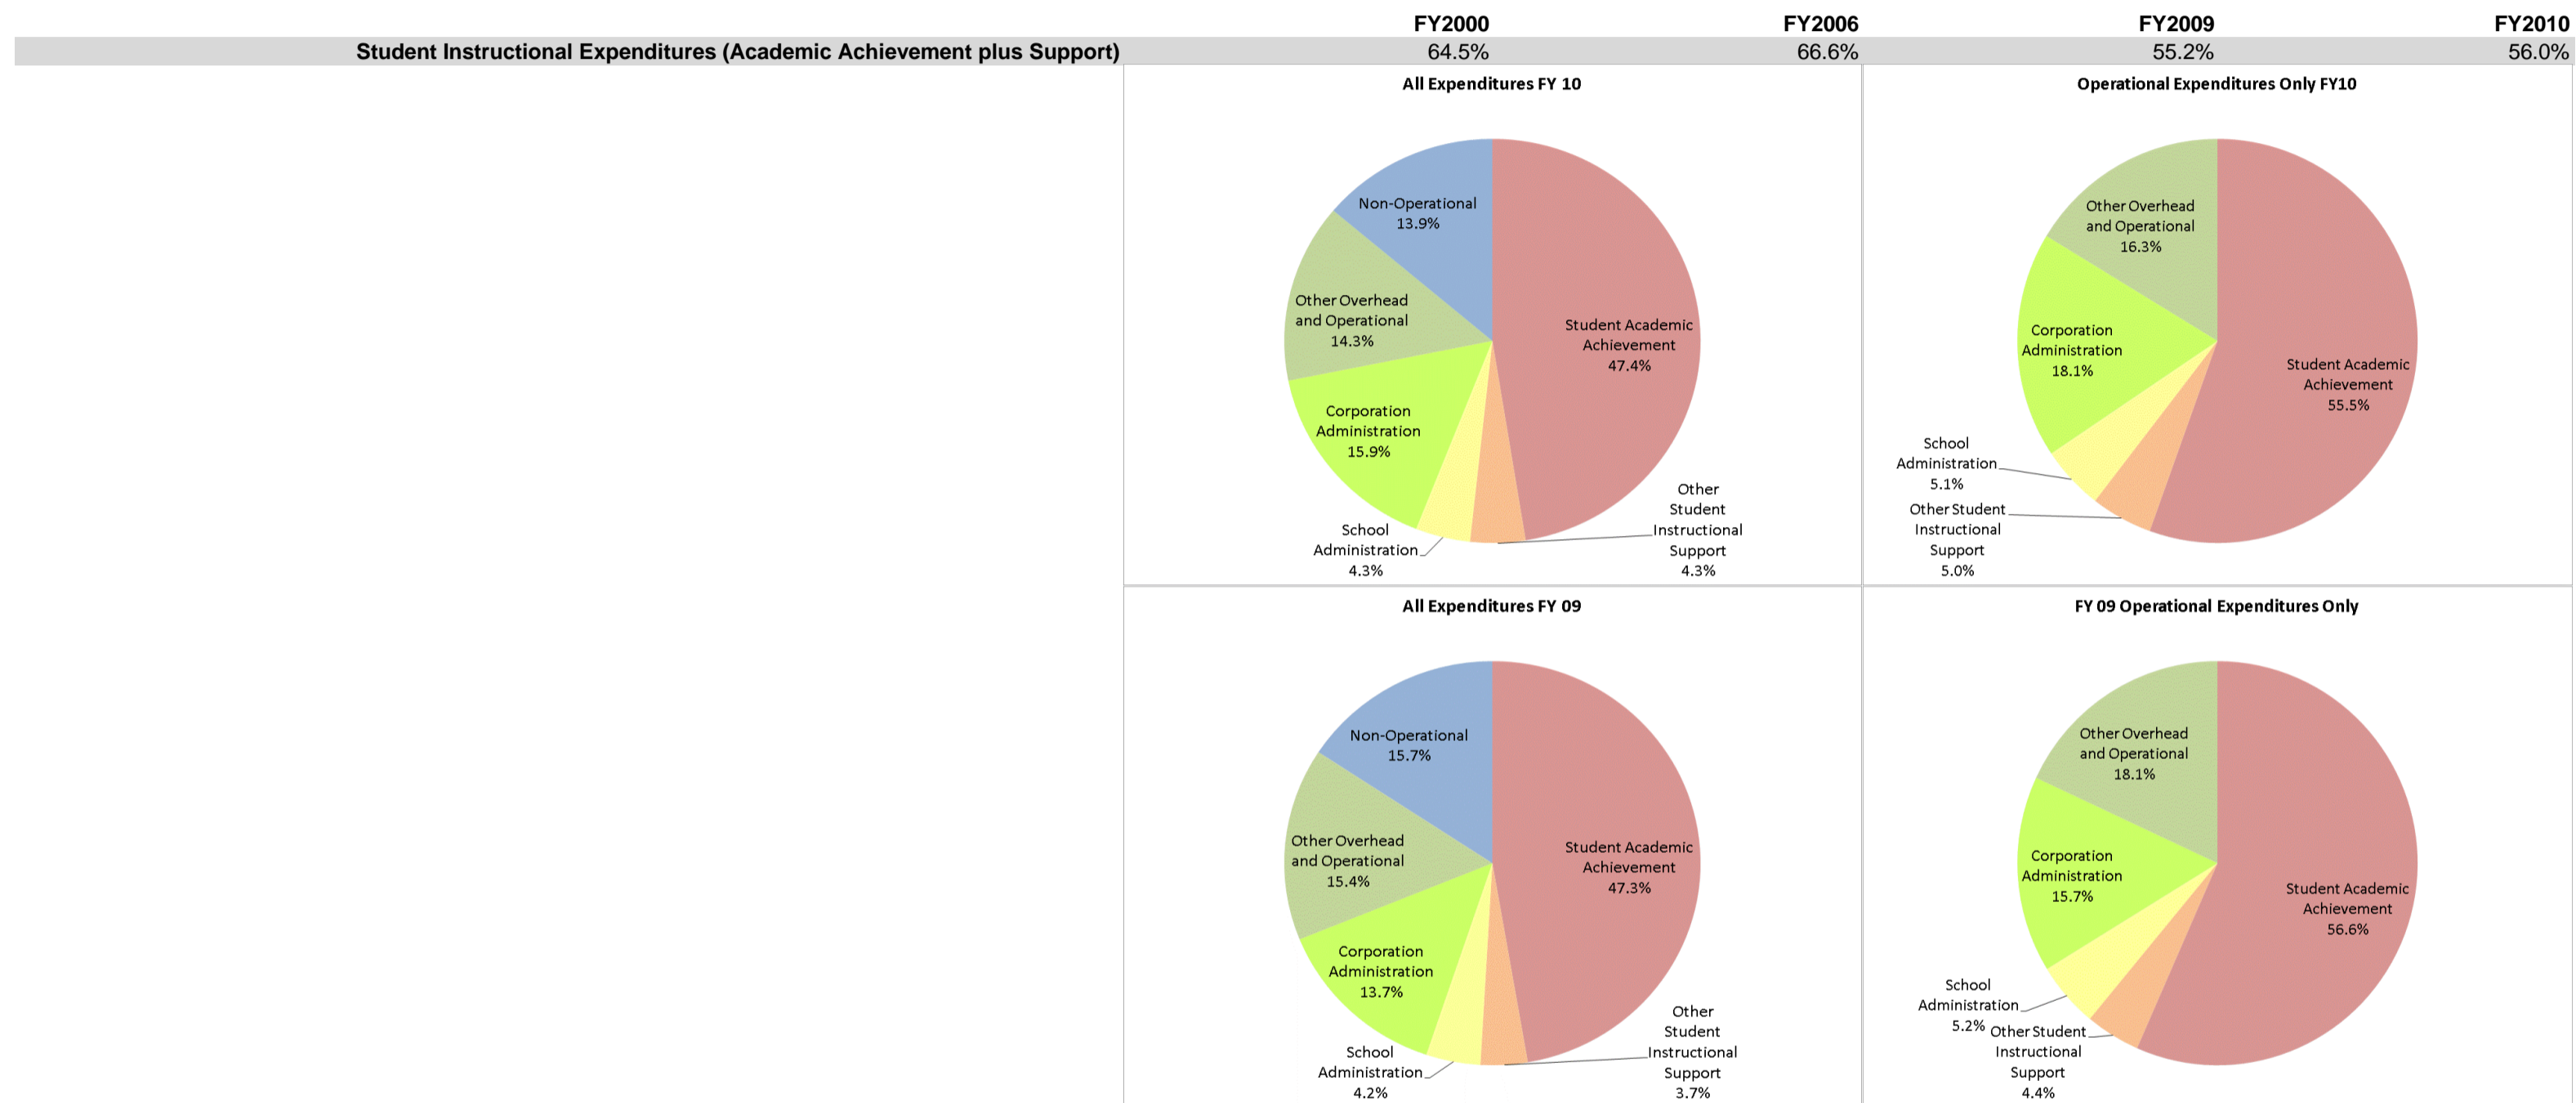 FY2000 FY2006 FY2009 FY2010
Student Instructional Expenditures (Academic Achievement plus Support) 64.5% 66.6% 55.2% 56.0%
All Expenditures FY 10
Non-Operational
13.9%
Other Overhead
and Operational
14.3%
Student Academic
Achievement
47.4%
Corporation
Administration
15.9%
School
Administration
4.3%
Other
Student
Instructional
Support
4.3%
Operational Expenditures Only FY10
Other Overhead
and Operational
16.3%
Corporation
Administration
18.1%
Student Academic
Achievement
55.5%
School
Administration
5.1%
Other Student
Instructional
Support
5.0%
All Expenditures FY 09
Non-Operational
15.7%
Other Overhead
and Operational
15.4%
Student Academic
Achievement
47.3%
Corporation
Administration
13.7%
School
Administration
4.2%
Other
Student
Instructional
Support
3.7%
FY 09 Operational Expenditures Only
Other Overhead
and Operational
18.1%
Corporation
Administration
15.7%
Student Academic
Achievement
56.6%
School
Administration
5.2%
Other Student
Instructional
Support
4.4%